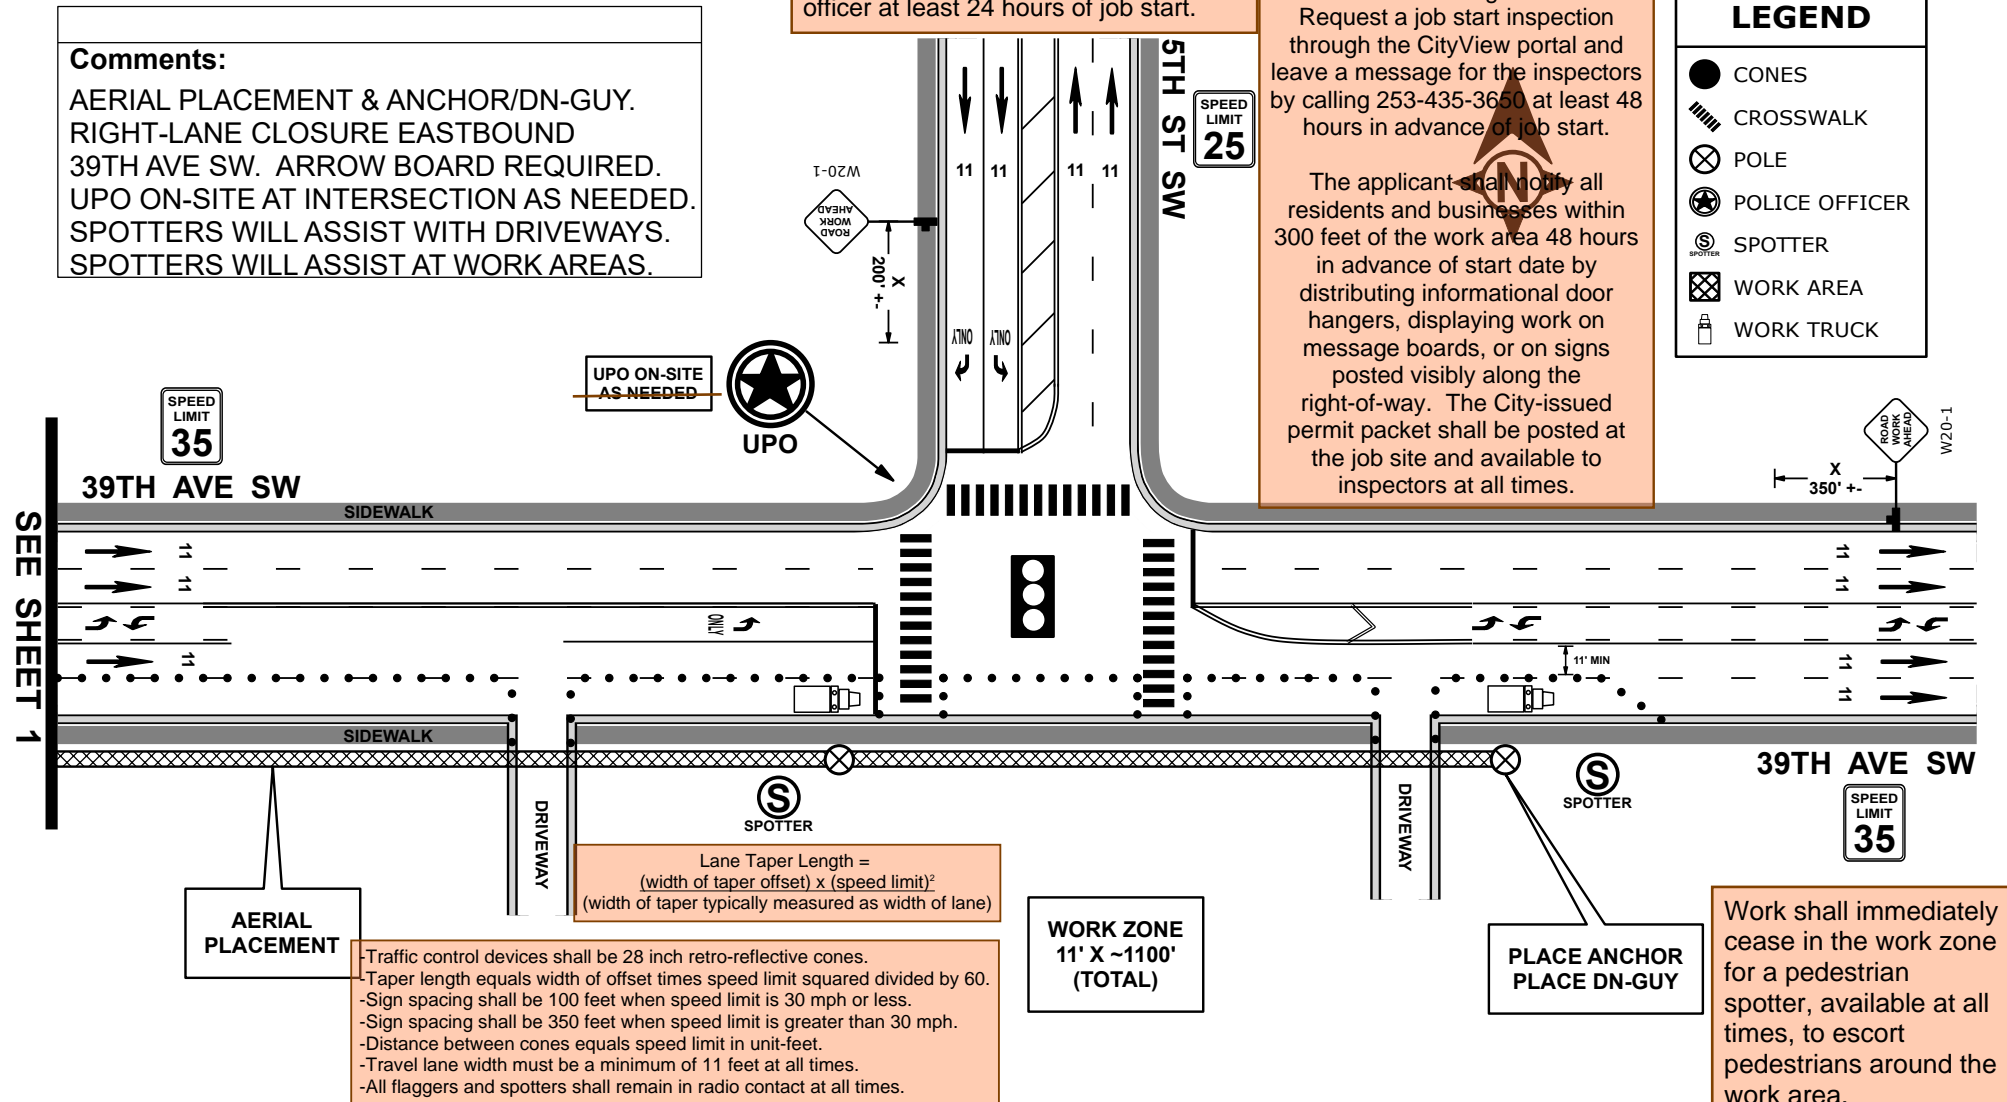 officer at least 24 hours of job start.
Comments:
AERIAL PLACEMENT & ANCHOR/DN-GUY.
RIGHT-LANE CLOSURE EASTBOUND
39TH AVE SW. ARROW BOARD REQUIRED.
UPO ON-SITE AT INTERSECTION AS NEEDED.
SPOTTERS WILL ASSIST WITH DRIVEWAYS.
SPOTTERS WILL ASSIST AT WORK AREAS.
Request a job start inspection
through the CityView portal and
leave a message for the inspectors
by calling 253-435-3650 at least 48
hours in advance of job start.
The applicant shall notify all
residents and businesses within
300 feet of the work area 48 hours
in advance of start date by
distributing informational door
hangers, displaying work on
message boards, or on signs
posted visibly along the
right-of-way. The City-issued
permit packet shall be posted at
the job site and available to
inspectors at all times.
N
LEGEND
CONES
CROSSWALK
POLE
POLICE OFFICER
S
SPOTTER
SPOTTER
WORK AREA
WORK TRUCK
5TH ST SW
SPEED
LIMIT
25
11
11
11
11
W20-1
ROAD
WORK
AHEAD
X
200' +-
ONLY
ONLY
UPO ON-SITE
AS NEEDED
UPO
SPEED
LIMIT
35
39TH AVE SW
SIDEWALK
SEE SHEET 1
11
11
11
ONLY
ROAD
WORK
AHEAD
W20-1
X
350' +-
11
11
11
11
11' MIN
SIDEWALK
39TH AVE SW
SPEED
LIMIT
35
S
SPOTTER
S
SPOTTER
DRIVEWAY
DRIVEWAY
AERIAL
PLACEMENT
Lane Taper Length =
(width of taper offset) x (speed limit)²
(width of taper typically measured as width of lane)
-Traffic control devices shall be 28 inch retro-reflective cones.
-Taper length equals width of offset times speed limit squared divided by 60.
-Sign spacing shall be 100 feet when speed limit is 30 mph or less.
-Sign spacing shall be 350 feet when speed limit is greater than 30 mph.
-Distance between cones equals speed limit in unit-feet.
-Travel lane width must be a minimum of 11 feet at all times.
-All flaggers and spotters shall remain in radio contact at all times.
WORK ZONE
11' X ~1100'
(TOTAL)
PLACE ANCHOR
PLACE DN-GUY
Work shall immediately
cease in the work zone
for a pedestrian
spotter, available at all
times, to escort
pedestrians around the
work area.